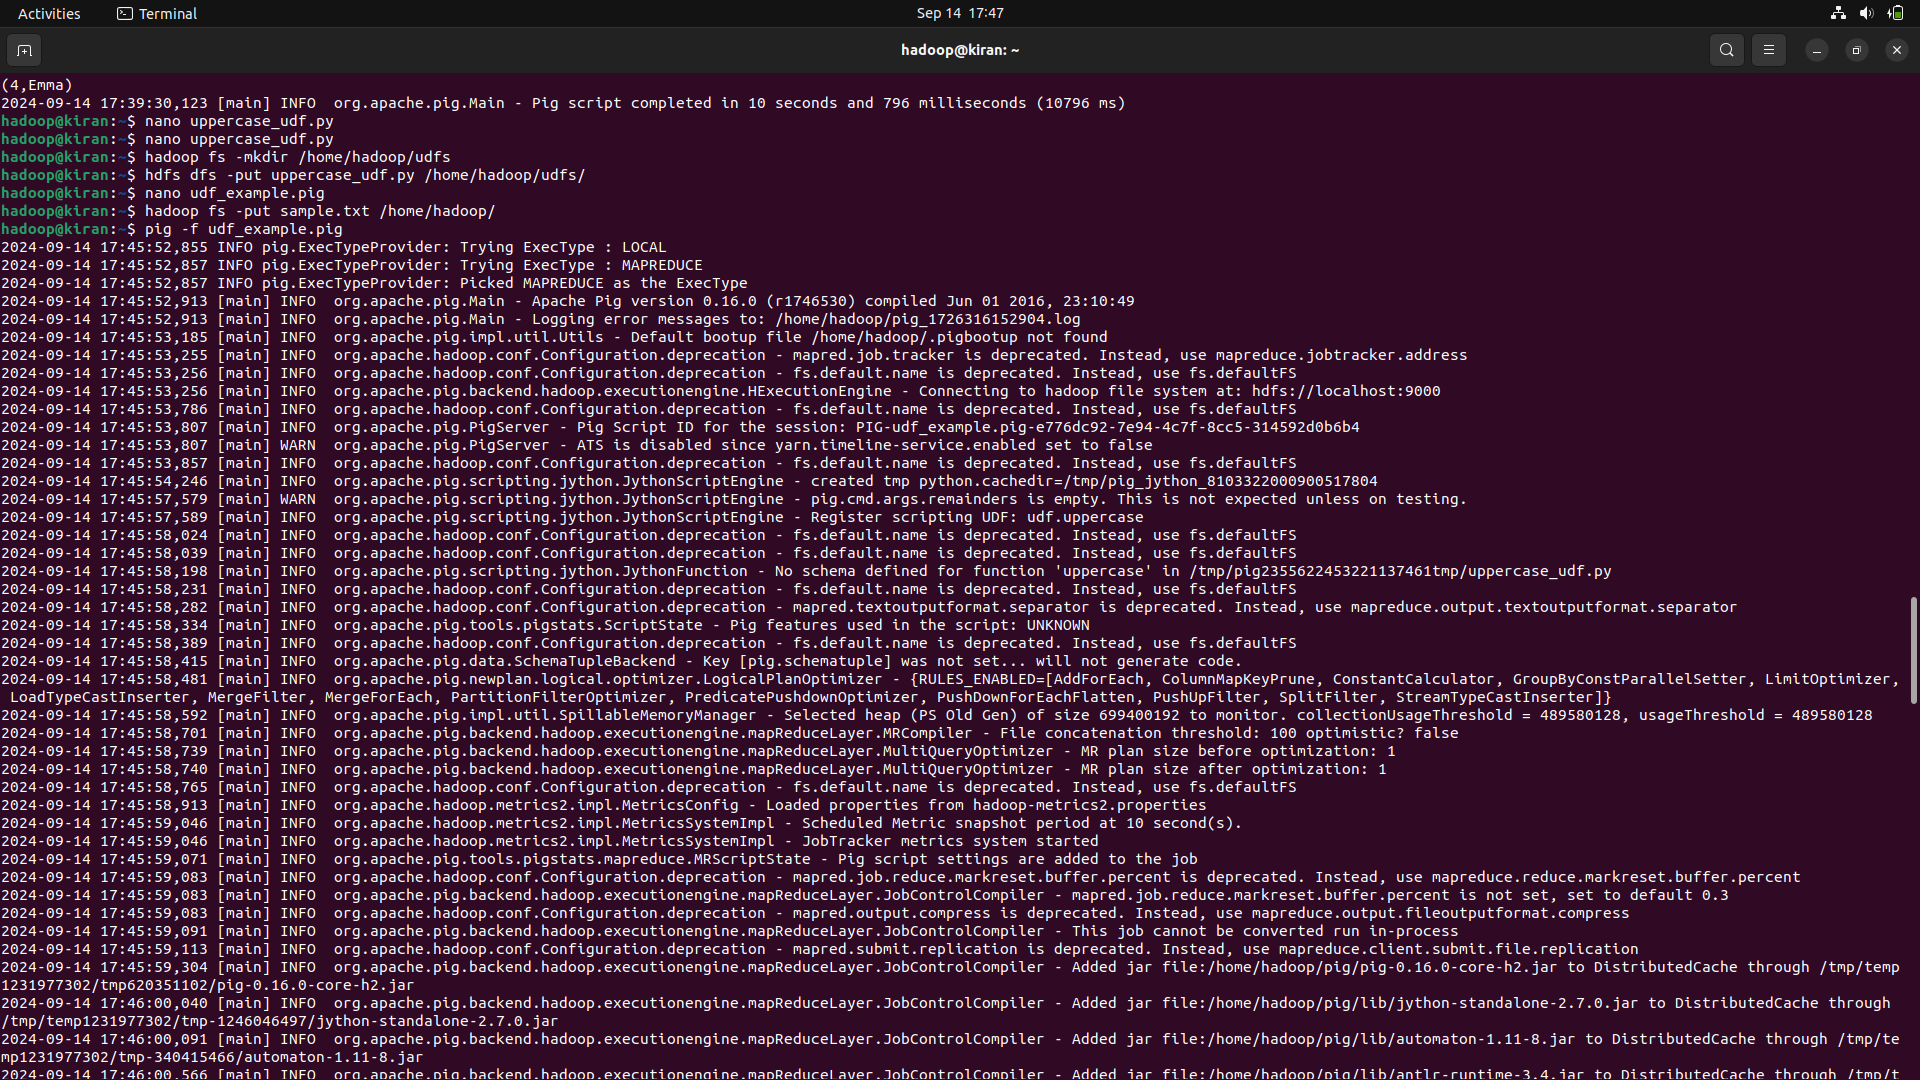 Activities
Terminal
Sep 14 17:47
hadoop@kiran: ~
(4,Emma)
2024-09-14 17:39:30,123 [main] INFO  org.apache.pig.Main - Pig script completed in 10 seconds and 796 milliseconds (10796 ms)
hadoop@kiran:~$ nano uppercase_udf.py
hadoop@kiran:~$ nano uppercase_udf.py
hadoop@kiran:~$ hadoop fs -mkdir /home/hadoop/udfs
hadoop@kiran:~$ hdfs dfs -put uppercase_udf.py /home/hadoop/udfs/
hadoop@kiran:~$ nano udf_example.pig
hadoop@kiran:~$ hadoop fs -put sample.txt /home/hadoop/
hadoop@kiran:~$ pig -f udf_example.pig
2024-09-14 17:45:52,855 INFO pig.ExecTypeProvider: Trying ExecType : LOCAL
2024-09-14 17:45:52,857 INFO pig.ExecTypeProvider: Trying ExecType : MAPREDUCE
2024-09-14 17:45:52,857 INFO pig.ExecTypeProvider: Picked MAPREDUCE as the ExecType
2024-09-14 17:45:52,913 [main] INFO  org.apache.pig.Main - Apache Pig version 0.16.0 (r1746530) compiled Jun 01 2016, 23:10:49
2024-09-14 17:45:52,913 [main] INFO  org.apache.pig.Main - Logging error messages to: /home/hadoop/pig_1726316152904.log
2024-09-14 17:45:53,185 [main] INFO  org.apache.pig.impl.util.Utils - Default bootup file /home/hadoop/.pigbootup not found
2024-09-14 17:45:53,255 [main] INFO  org.apache.hadoop.conf.Configuration.deprecation - mapred.job.tracker is deprecated. Instead, use mapreduce.jobtracker.address
2024-09-14 17:45:53,256 [main] INFO  org.apache.hadoop.conf.Configuration.deprecation - fs.default.name is deprecated. Instead, use fs.defaultFS
2024-09-14 17:45:53,256 [main] INFO  org.apache.pig.backend.hadoop.executionengine.HExecutionEngine - Connecting to hadoop file system at: hdfs://localhost:9000
2024-09-14 17:45:53,786 [main] INFO  org.apache.hadoop.conf.Configuration.deprecation - fs.default.name is deprecated. Instead, use fs.defaultFS
2024-09-14 17:45:53,807 [main] INFO  org.apache.pig.PigServer - Pig Script ID for the session: PIG-udf_example.pig-e776dc92-7e94-4c7f-8cc5-314592d0b6b4
2024-09-14 17:45:53,807 [main] WARN  org.apache.pig.PigServer - ATS is disabled since yarn.timeline-service.enabled set to false
2024-09-14 17:45:53,857 [main] INFO  org.apache.hadoop.conf.Configuration.deprecation - fs.default.name is deprecated. Instead, use fs.defaultFS
2024-09-14 17:45:54,246 [main] INFO  org.apache.pig.scripting.jython.JythonScriptEngine - created tmp python.cachedir=/tmp/pig_jython_8103322000900517804
2024-09-14 17:45:57,579 [main] WARN  org.apache.pig.scripting.jython.JythonScriptEngine - pig.cmd.args.remainders is empty. This is not expected unless on testing.
2024-09-14 17:45:57,589 [main] INFO  org.apache.pig.scripting.jython.JythonScriptEngine - Register scripting UDF: udf.uppercase
2024-09-14 17:45:58,024 [main] INFO  org.apache.hadoop.conf.Configuration.deprecation - fs.default.name is deprecated. Instead, use fs.defaultFS
2024-09-14 17:45:58,039 [main] INFO  org.apache.hadoop.conf.Configuration.deprecation - fs.default.name is deprecated. Instead, use fs.defaultFS
2024-09-14 17:45:58,198 [main] INFO  org.apache.pig.scripting.jython.JythonFunction - No schema defined for function 'uppercase' in /tmp/pig2355622453221137461tmp/uppercase_udf.py
2024-09-14 17:45:58,231 [main] INFO  org.apache.hadoop.conf.Configuration.deprecation - fs.default.name is deprecated. Instead, use fs.defaultFS
2024-09-14 17:45:58,282 [main] INFO  org.apache.hadoop.conf.Configuration.deprecation - mapred.textoutputformat.separator is deprecated. Instead, use mapreduce.output.textoutputformat.separator
2024-09-14 17:45:58,334 [main] INFO  org.apache.pig.tools.pigstats.ScriptState - Pig features used in the script: UNKNOWN
2024-09-14 17:45:58,389 [main] INFO  org.apache.hadoop.conf.Configuration.deprecation - fs.default.name is deprecated. Instead, use fs.defaultFS
2024-09-14 17:45:58,415 [main] INFO  org.apache.pig.data.SchemaTupleBackend - Key [pig.schematuple] was not set... will not generate code.
2024-09-14 17:45:58,481 [main] INFO  org.apache.pig.newplan.logical.optimizer.LogicalPlanOptimizer - {RULES_ENABLED=[AddForEach, ColumnMapKeyPrune, ConstantCalculator, GroupByConstParallelSetter, LimitOptimizer,
LoadTypeCastInserter, MergeFilter, MergeForEach, PartitionFilterOptimizer, PredicatePushdownOptimizer, PushDownForEachFlatten, PushUpFilter, SplitFilter, StreamTypeCastInserter]}
2024-09-14 17:45:58,592 [main] INFO  org.apache.pig.impl.util.SpillableMemoryManager - Selected heap (PS Old Gen) of size 699400192 to monitor. collectionUsageThreshold = 489580128, usageThreshold = 489580128
2024-09-14 17:45:58,701 [main] INFO  org.apache.pig.backend.hadoop.executionengine.mapReduceLayer.MRCompiler - File concatenation threshold: 100 optimistic? false
2024-09-14 17:45:58,739 [main] INFO  org.apache.pig.backend.hadoop.executionengine.mapReduceLayer.MultiQueryOptimizer - MR plan size before optimization: 1
2024-09-14 17:45:58,740 [main] INFO  org.apache.pig.backend.hadoop.executionengine.mapReduceLayer.MultiQueryOptimizer - MR plan size after optimization: 1
2024-09-14 17:45:58,765 [main] INFO  org.apache.hadoop.conf.Configuration.deprecation - fs.default.name is deprecated. Instead, use fs.defaultFS
2024-09-14 17:45:58,913 [main] INFO  org.apache.hadoop.metrics2.impl.MetricsConfig - Loaded properties from hadoop-metrics2.properties
2024-09-14 17:45:59,046 [main] INFO  org.apache.hadoop.metrics2.impl.MetricsSystemImpl - Scheduled Metric snapshot period at 10 second(s).
2024-09-14 17:45:59,046 [main] INFO  org.apache.hadoop.metrics2.impl.MetricsSystemImpl - JobTracker metrics system started
2024-09-14 17:45:59,071 [main] INFO  org.apache.pig.tools.pigstats.mapreduce.MRScriptState - Pig script settings are added to the job
2024-09-14 17:45:59,083 [main] INFO  org.apache.hadoop.conf.Configuration.deprecation - mapred.job.reduce.markreset.buffer.percent is deprecated. Instead, use mapreduce.reduce.markreset.buffer.percent
2024-09-14 17:45:59,083 [main] INFO  org.apache.pig.backend.hadoop.executionengine.mapReduceLayer.JobControlCompiler - mapred.job.reduce.markreset.buffer.percent is not set, set to default 0.3
2024-09-14 17:45:59,083 [main] INFO  org.apache.hadoop.conf.Configuration.deprecation - mapred.output.compress is deprecated. Instead, use mapreduce.output.fileoutputformat.compress
2024-09-14 17:45:59,091 [main] INFO  org.apache.pig.backend.hadoop.executionengine.mapReduceLayer.JobControlCompiler - This job cannot be converted run in-process
2024-09-14 17:45:59,113 [main] INFO  org.apache.hadoop.conf.Configuration.deprecation - mapred.submit.replication is deprecated. Instead, use mapreduce.client.submit.file.replication
2024-09-14 17:45:59,304 [main] INFO  org.apache.pig.backend.hadoop.executionengine.mapReduceLayer.JobControlCompiler - Added jar file:/home/hadoop/pig/pig-0.16.0-core-h2.jar to DistributedCache through /tmp/temp
1231977302/tmp620351102/pig-0.16.0-core-h2.jar
2024-09-14 17:46:00,040 [main] INFO  org.apache.pig.backend.hadoop.executionengine.mapReduceLayer.JobControlCompiler - Added jar file:/home/hadoop/pig/lib/jython-standalone-2.7.0.jar to DistributedCache through
/tmp/temp1231977302/tmp-1246046497/jython-standalone-2.7.0.jar
2024-09-14 17:46:00,091 [main] INFO  org.apache.pig.backend.hadoop.executionengine.mapReduceLayer.JobControlCompiler - Added jar file:/home/hadoop/pig/lib/automaton-1.11-8.jar to DistributedCache through /tmp/te
mp1231977302/tmp-340415466/automaton-1.11-8.jar
2024-09-14 17:46:00,566 [main] INFO  org.apache.pig.backend.hadoop.executionengine.mapReduceLayer.JobControlCompiler - Added jar file:/home/hadoop/pig/lib/antlr-runtime-3.4.jar to DistributedCache through /tmp/t